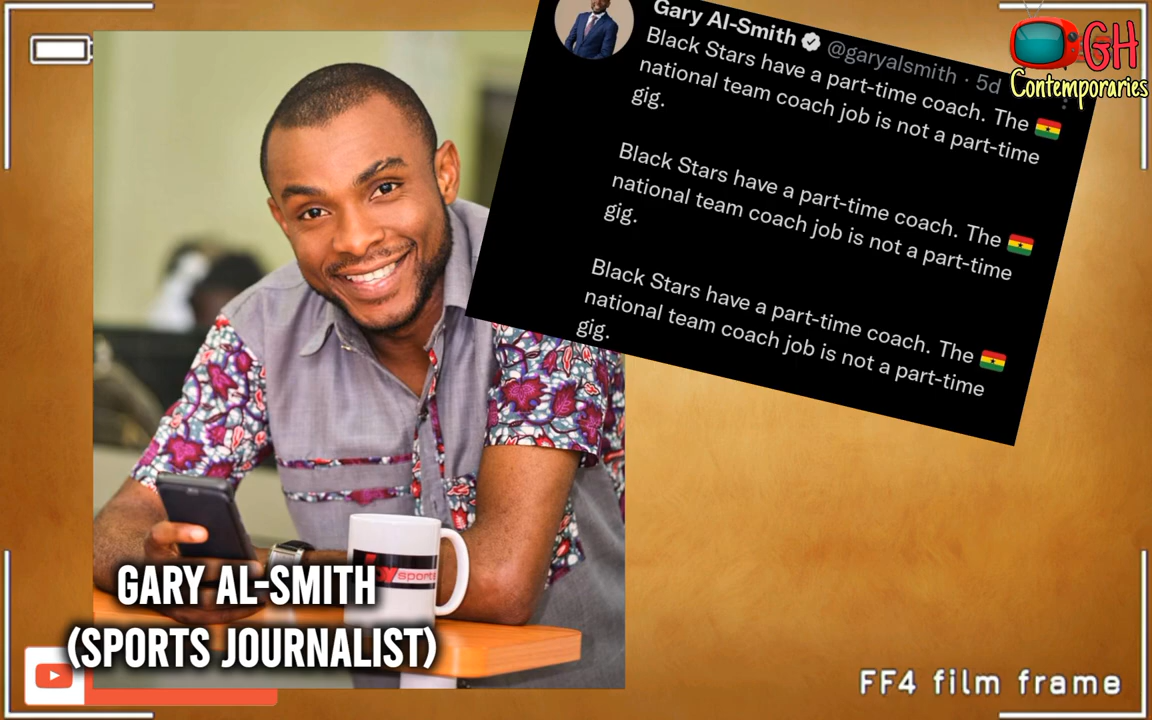 Gary Al-Smith @garyalsmith · 5d
Black Stars have a part-time coach. The 🇬🇭
national team coach job is not a part-time
gig.
Black Stars have a part-time coach. The 🇬🇭
national team coach job is not a part-time
gig.
Black Stars have a part-time coach. The 🇬🇭
national team coach job is not a part-time
gig.
GH
Contemporaries
sports
GARY AL-SMITH
(SPORTS JOURNALIST)
FF4 film frame